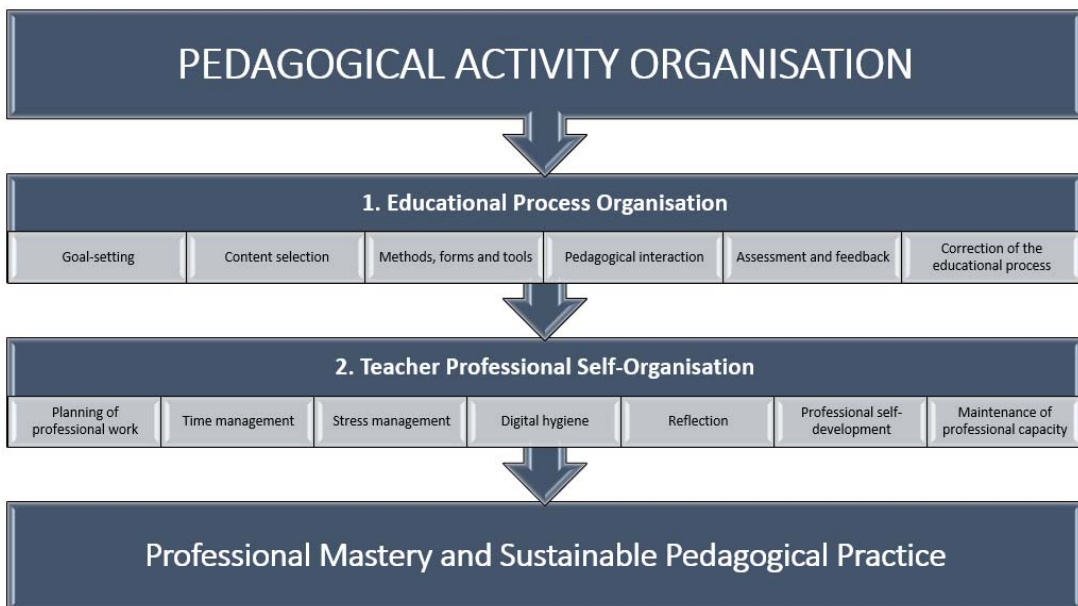 PEDAGOGICAL ACTIVITY ORGANISATION
1. Educational Process Organisation
Goal-setting
Content selection
Methods, forms and tools
Pedagogical interaction
Assessment and feedback
Correction of the
educational process
2. Teacher Professional Self-Organisation
Planning of
professional work
Time management
Stress management
Digital hygiene
Reflection
Professional self-
development
Maintenance of
professional capacity
Professional Mastery and Sustainable Pedagogical Practice